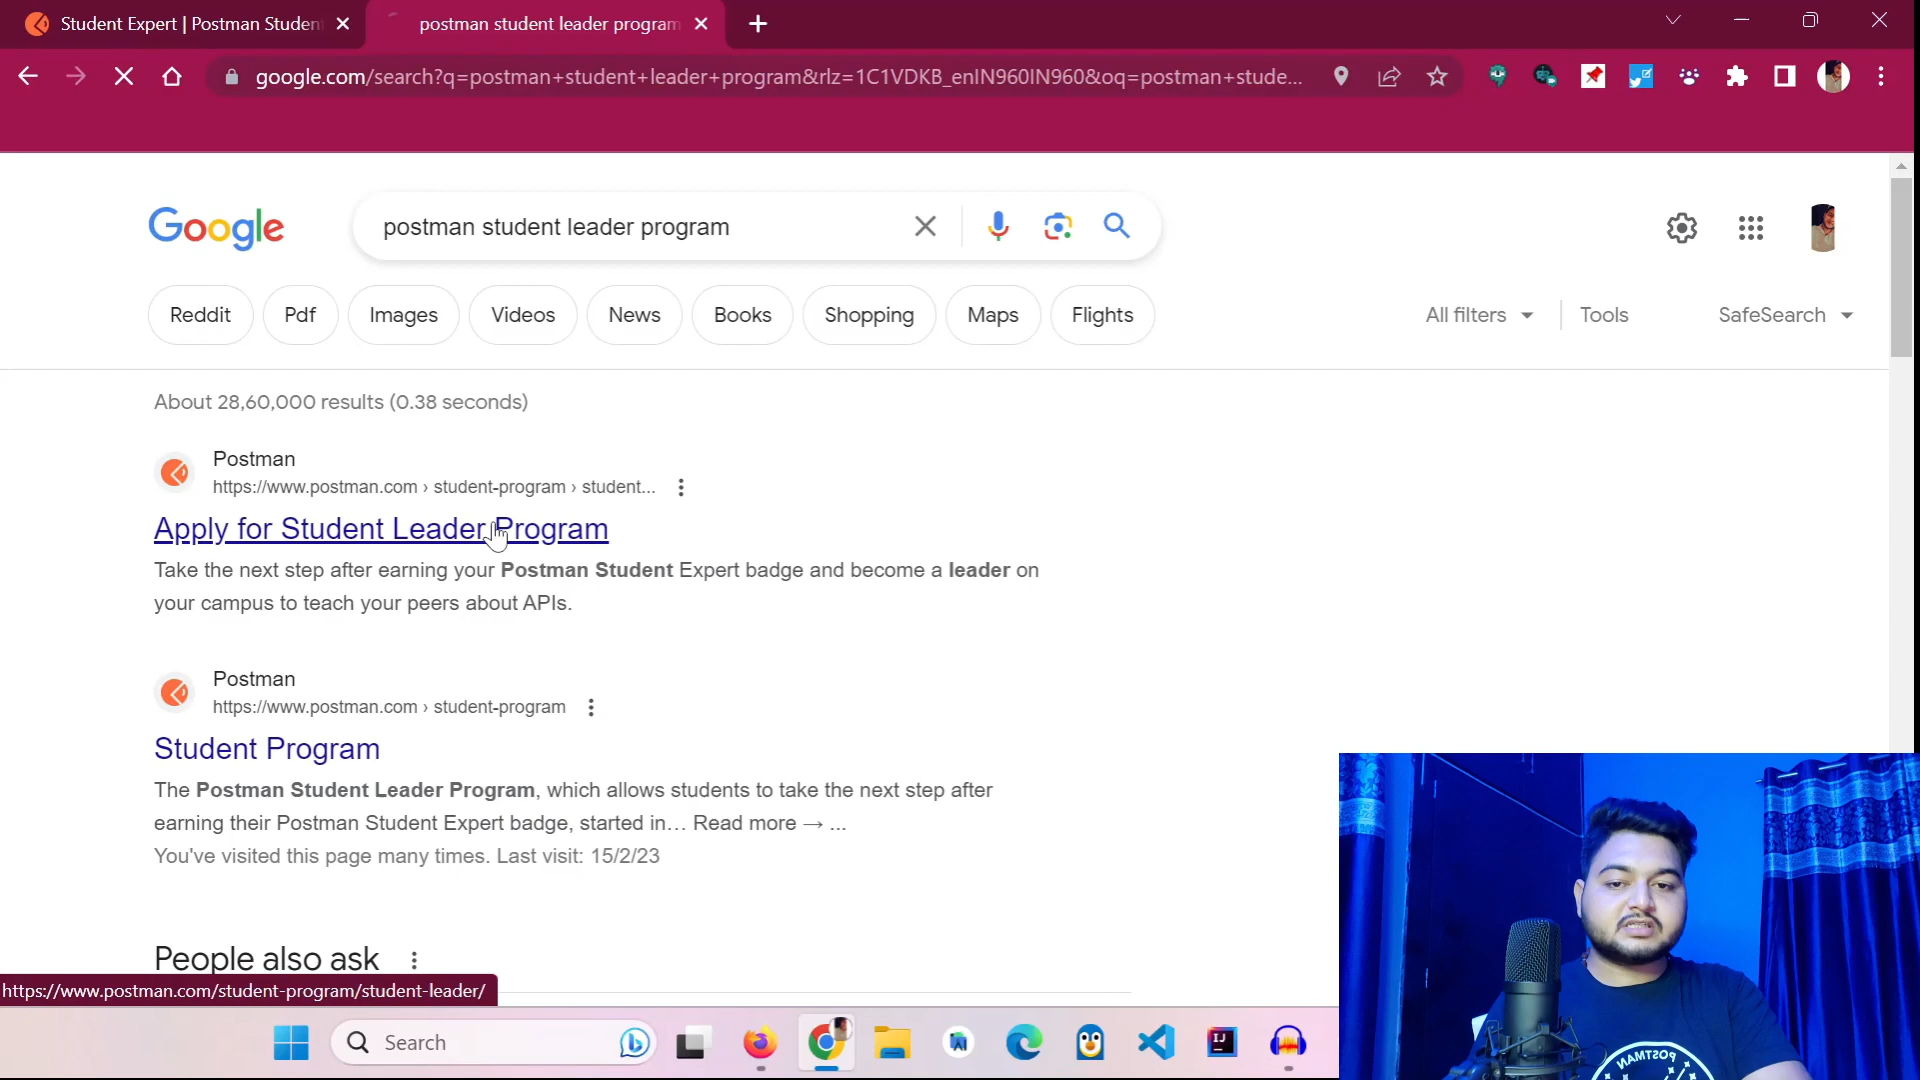 Student Expert | Postman Studen
postman student leader program
google.com/search?q=postman+student+leader+program&rlz=1C1VDKB_enIN960IN960&oq=postman+stude...
Google
postman student leader program
Reddit
Pdf
Images
Videos
News
Books
Shopping
Maps
Flights
All filters
Tools
SafeSearch
About 28,60,000 results (0.38 seconds)
Postman
https://www.postman.com › student-program › student...
Apply for Student Leader Program
Take the next step after earning your Postman Student Expert badge and become a leader on
your campus to teach your peers about APIs.
Postman
https://www.postman.com › student-program
Student Program
The Postman Student Leader Program, which allows students to take the next step after
earning their Postman Student Expert badge, started in... Read more → ...
You've visited this page many times. Last visit: 15/2/23
People also ask
https://www.postman.com/student-program/student-leader/
Search
IJ
POSTMAN